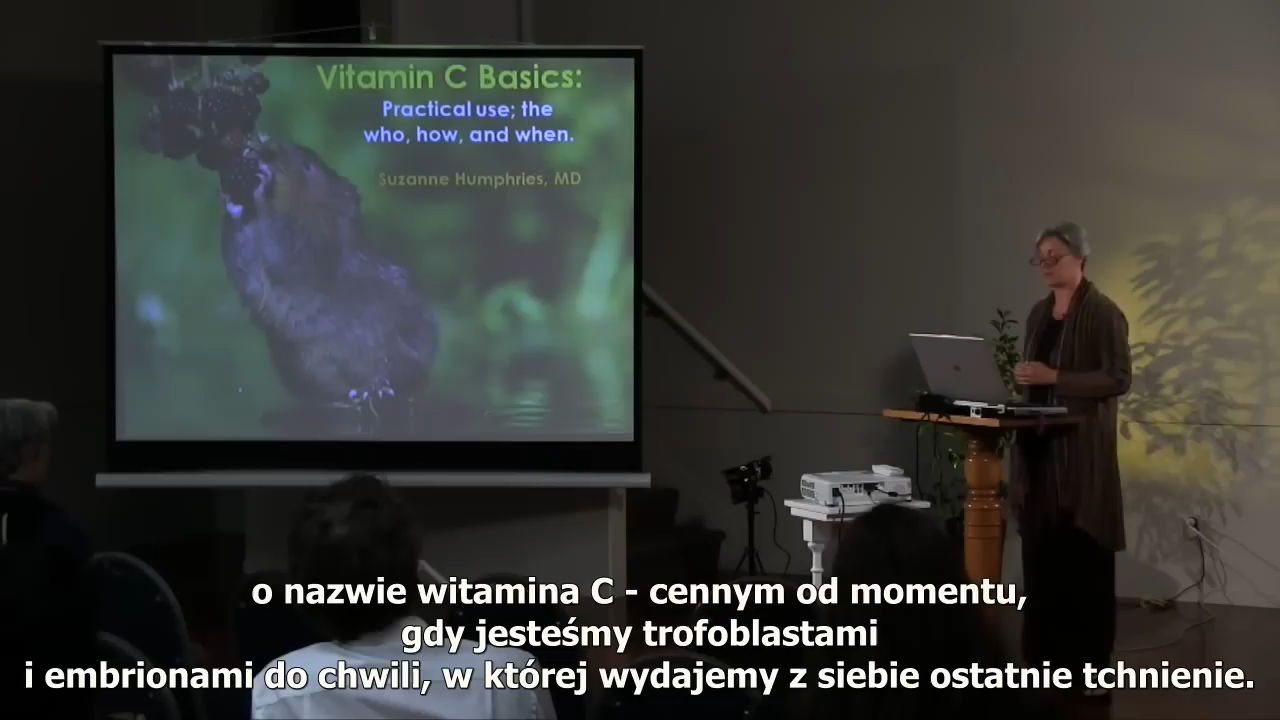 Vitamin C Basics:
Practical use; the
who, how, and when.
Suzanne Humphries, MD
o nazwie witamina C - cennym od momentu,
gdy jesteśmy trofoblastami
i embrionami do chwili, w której wydajemy z siebie ostatnie tchnienie.